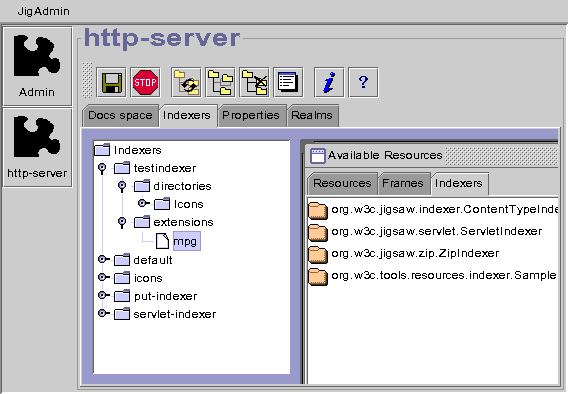 JigAdmin
http-server
Admin
http-server
STOP
i ?
Docs space Indexers Properties Realms
Indexers
testindexer
directories
Icons
extensions
mpg
default
icons
put-indexer
servlet-indexer
Available Resources
Resources Frames Indexers
org.w3c.jigsaw.indexer.ContentTypeInde
org.w3c.jigsaw.servlet.ServletIndexer
org.w3c.jigsaw.zip.ZipIndexer
org.w3c.tools.resources.indexer.Sample